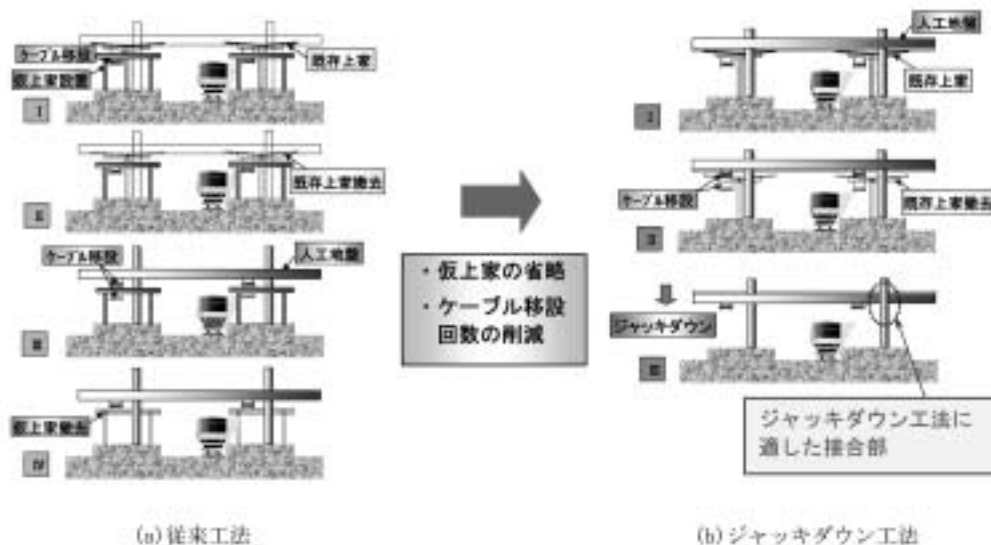 ケーブル移設
仮上家設置
既存上家
I
既存上家撤去
II
ケーブル移設
人工地盤
III
仮上家撤去
IV
(a)従来工法
・仮上家の省略
・ケーブル移設
回数の削減
人工地盤
既存上家
I
ケーブル移設
既存上家撤去
II
ジャッキダウン
III
ジャッキダウン工法に
適した接合部
(b)ジャッキダウン工法